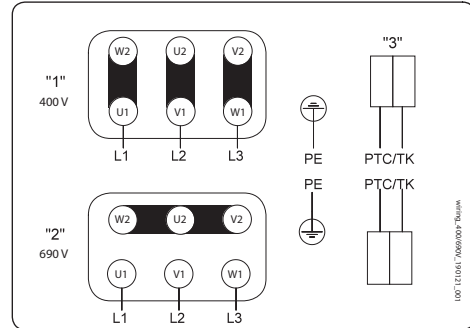 "1"
400 V
W2 U2 V2
U1 V1 W1
L1 L2 L3
"2"
690 V
W2 U2 V2
U1 V1 W1
L1 L2 L3
PE
PE
"3"
PTC/TK
PTC/TK
wiring_400/690V_190121_001